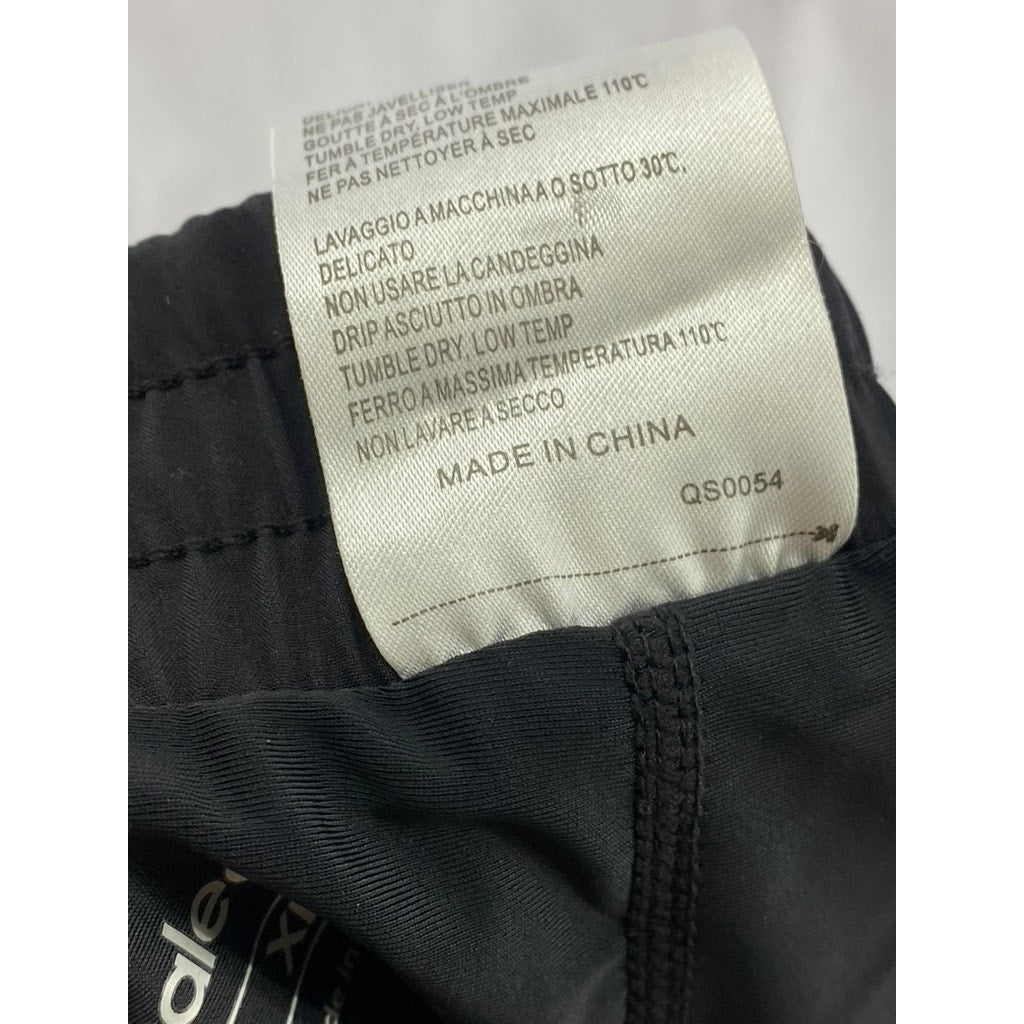 NE PAS JAVELLISER
GOUTTE À SEC À L'OMBRE
TUMBLE DRY, LOW TEMP
FER À TEMPÉRATURE MAXIMALE 110℃
NE PAS NETTOYER À SEC
LAVAGGIO A MACCHINA A O SOTTO 30℃,
DELICATO
NON USARE LA CANDEGGINA
DRIP ASCIUTTO IN OMBRA
TUMBLE DRY, LOW TEMP
FERRO A MASSIMA TEMPERATURA 110℃
NON LAVARE A SECCO
MADE IN CHINA
QS0054